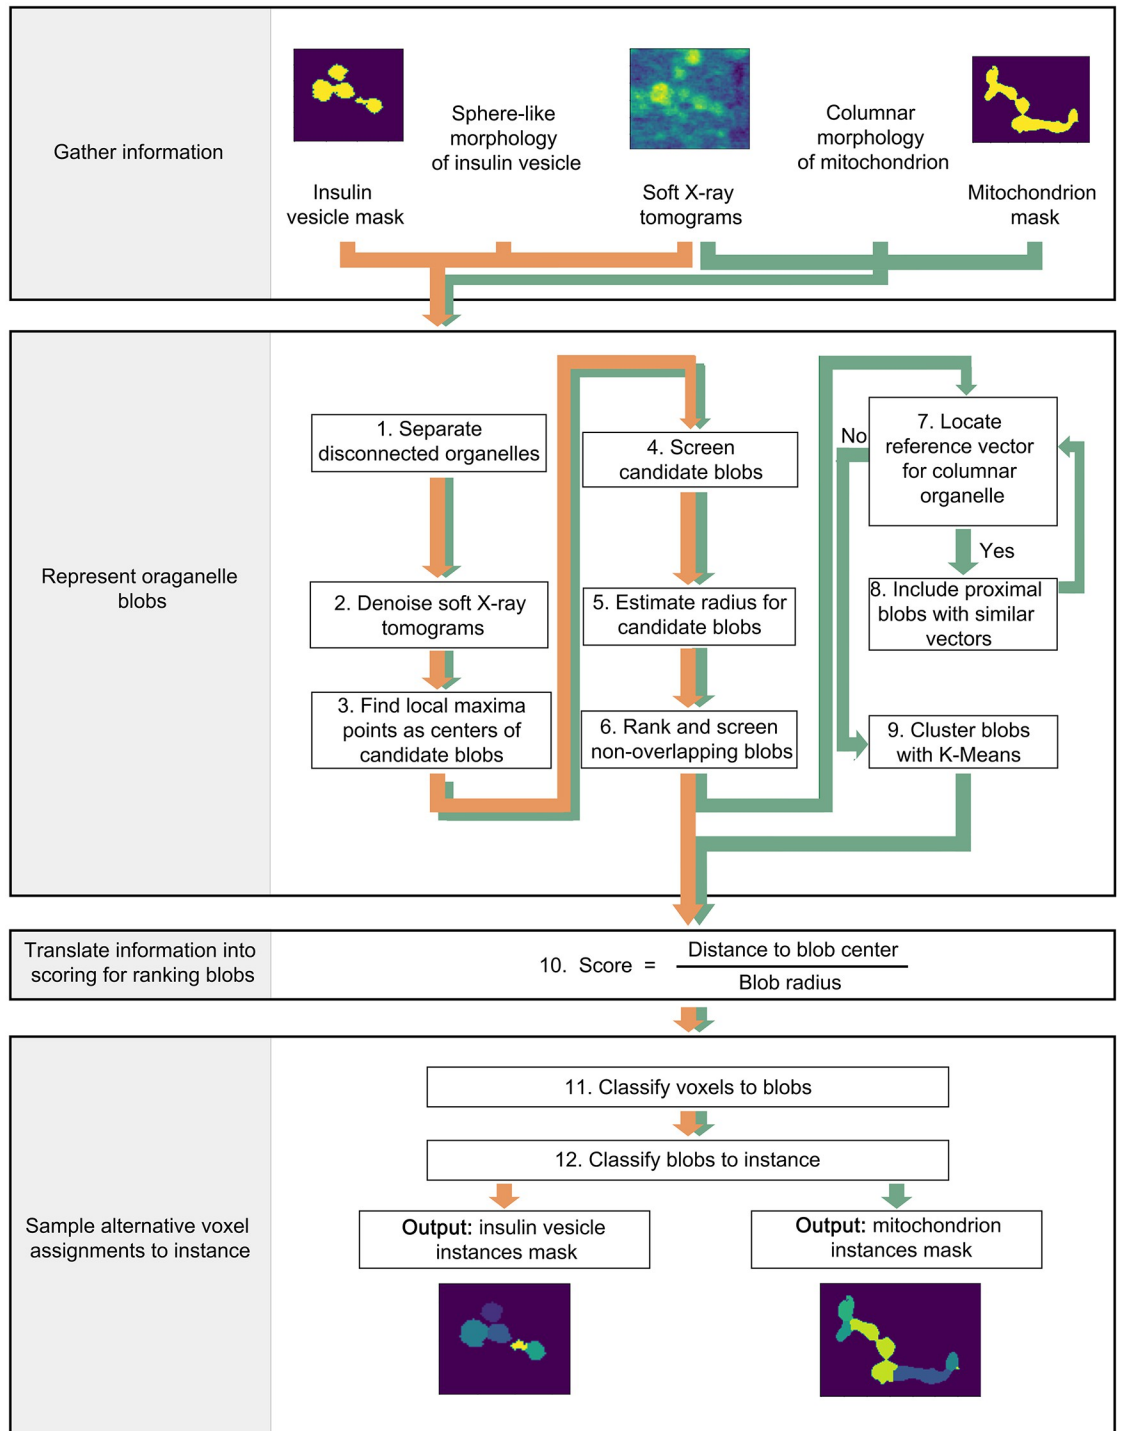 Gather information
Sphere-like
morphology
of insulin vesicle
Columnar
morphology
of mitochondrion
Insulin
vesicle mask
Soft X-ray
tomograms
Mitochondrion
mask
Represent oraganelle
blobs
1. Separate
disconnected organelles
2. Denoise soft X-ray
tomograms
3. Find local maxima
points as centers of
candidate blobs
4. Screen
candidate blobs
5. Estimate radius for
candidate blobs
6. Rank and screen
non-overlapping blobs
7. Locate
reference vector
for columnar
organelle
No
Yes
8. Include proximal
blobs with similar
vectors
9. Cluster blobs
with K-Means
Translate information into
scoring for ranking blobs
10. Score =
Distance to blob center
Blob radius
Sample alternative voxel
assignments to instance
11. Classify voxels to blobs
12. Classify blobs to instance
Output: insulin vesicle
instances mask
Output: mitochondrion
instances mask